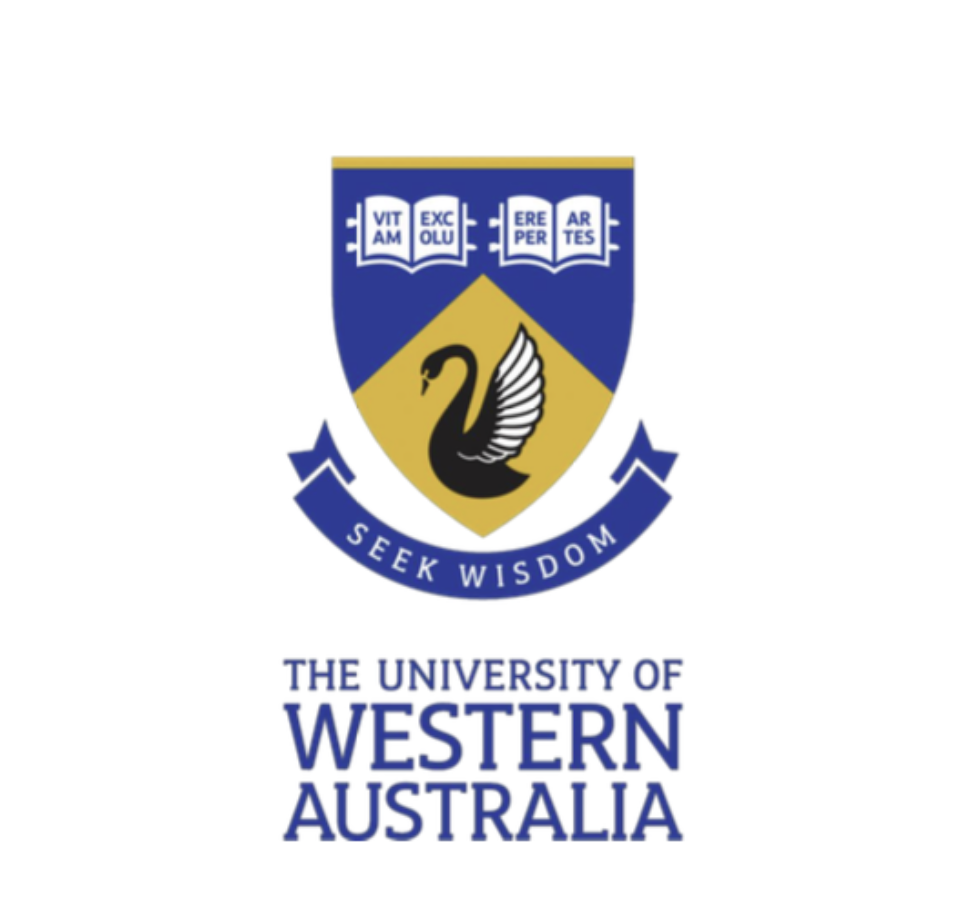 VIT EXC ERE AR
AM OLU PER TES
SEEK WISDOM
THE UNIVERSITY OF
WESTERN
AUSTRALIA